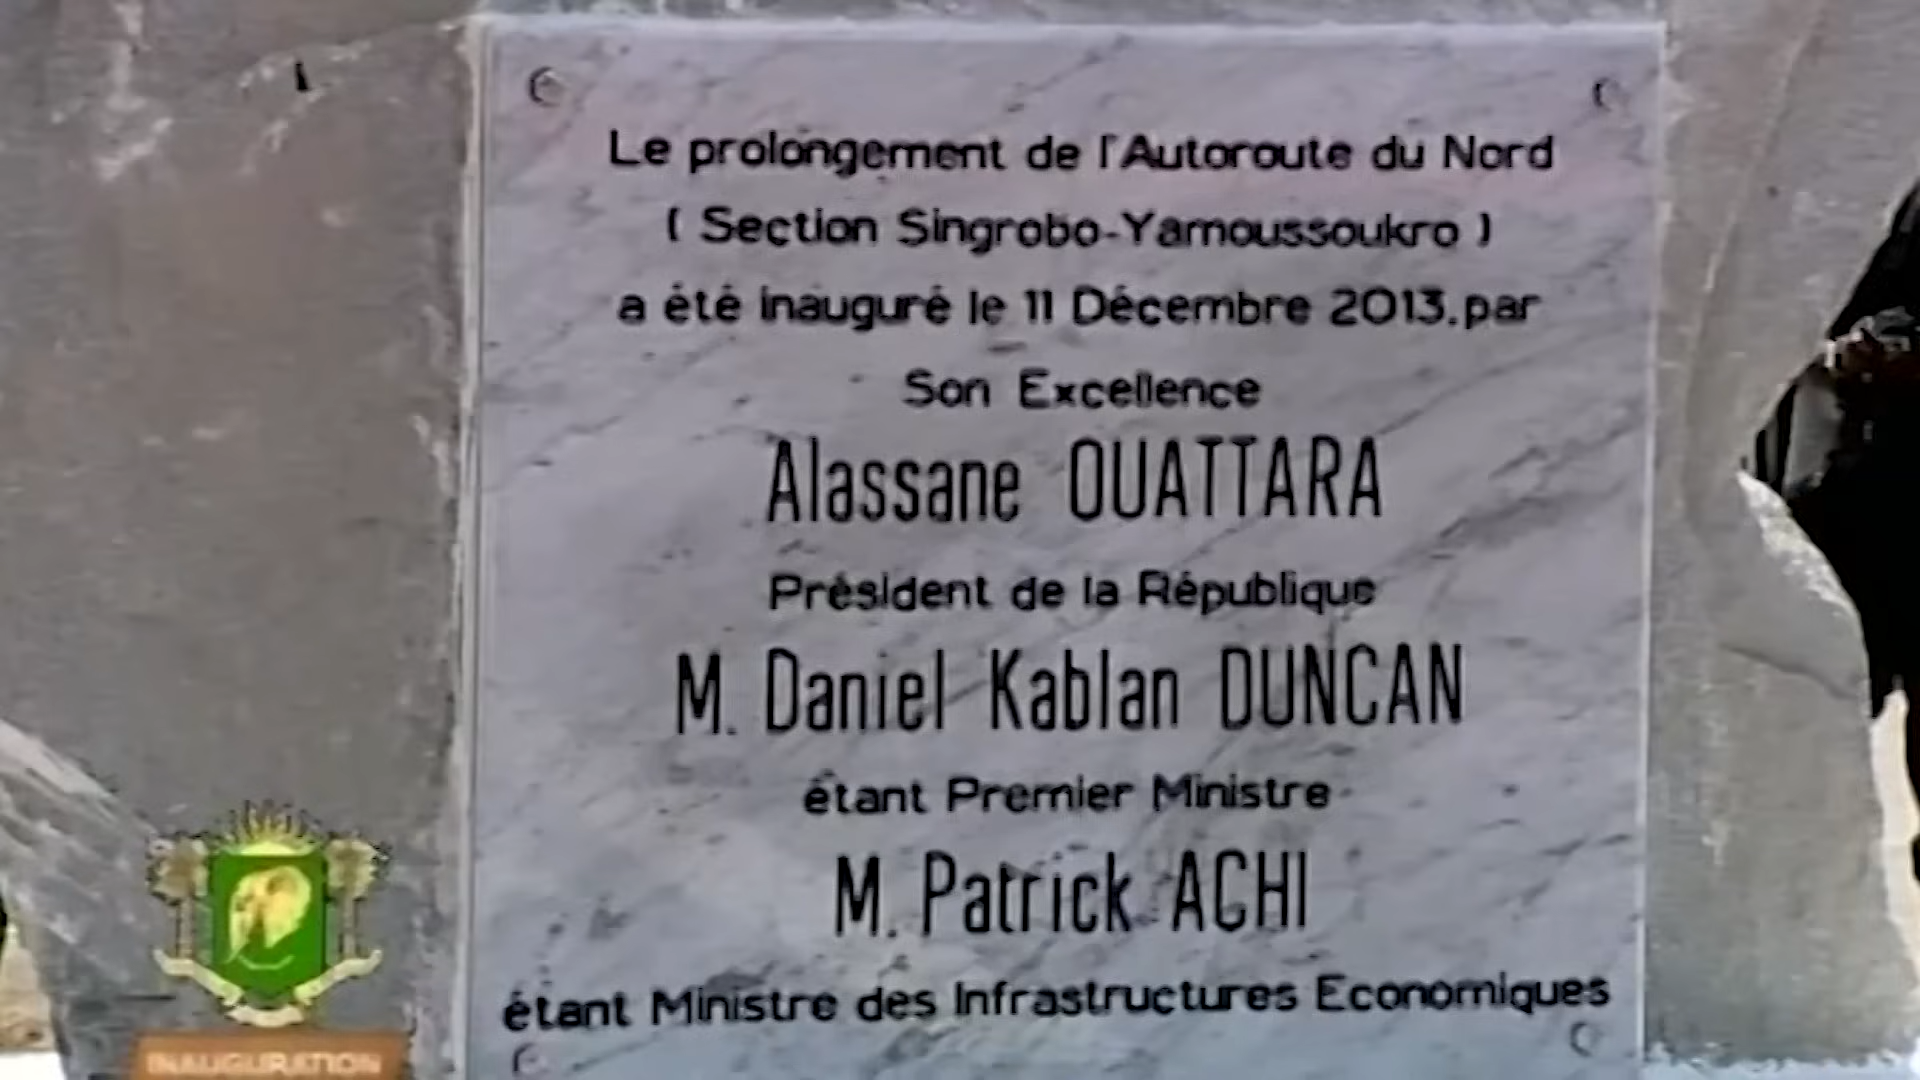 Le prolongement de l'Autoroute du Nord
( Section Singrobo-Yamoussoukro )
a été inauguré le 11 Décembre 2013.par
Son Excellence
Alassane OUATTARA
Président de la République
M. Daniel Kablan DUNCAN
étant Premier Ministre
M. Patrick ACHI
étant Ministre des Infrastructures Economiques
INAUGURATION